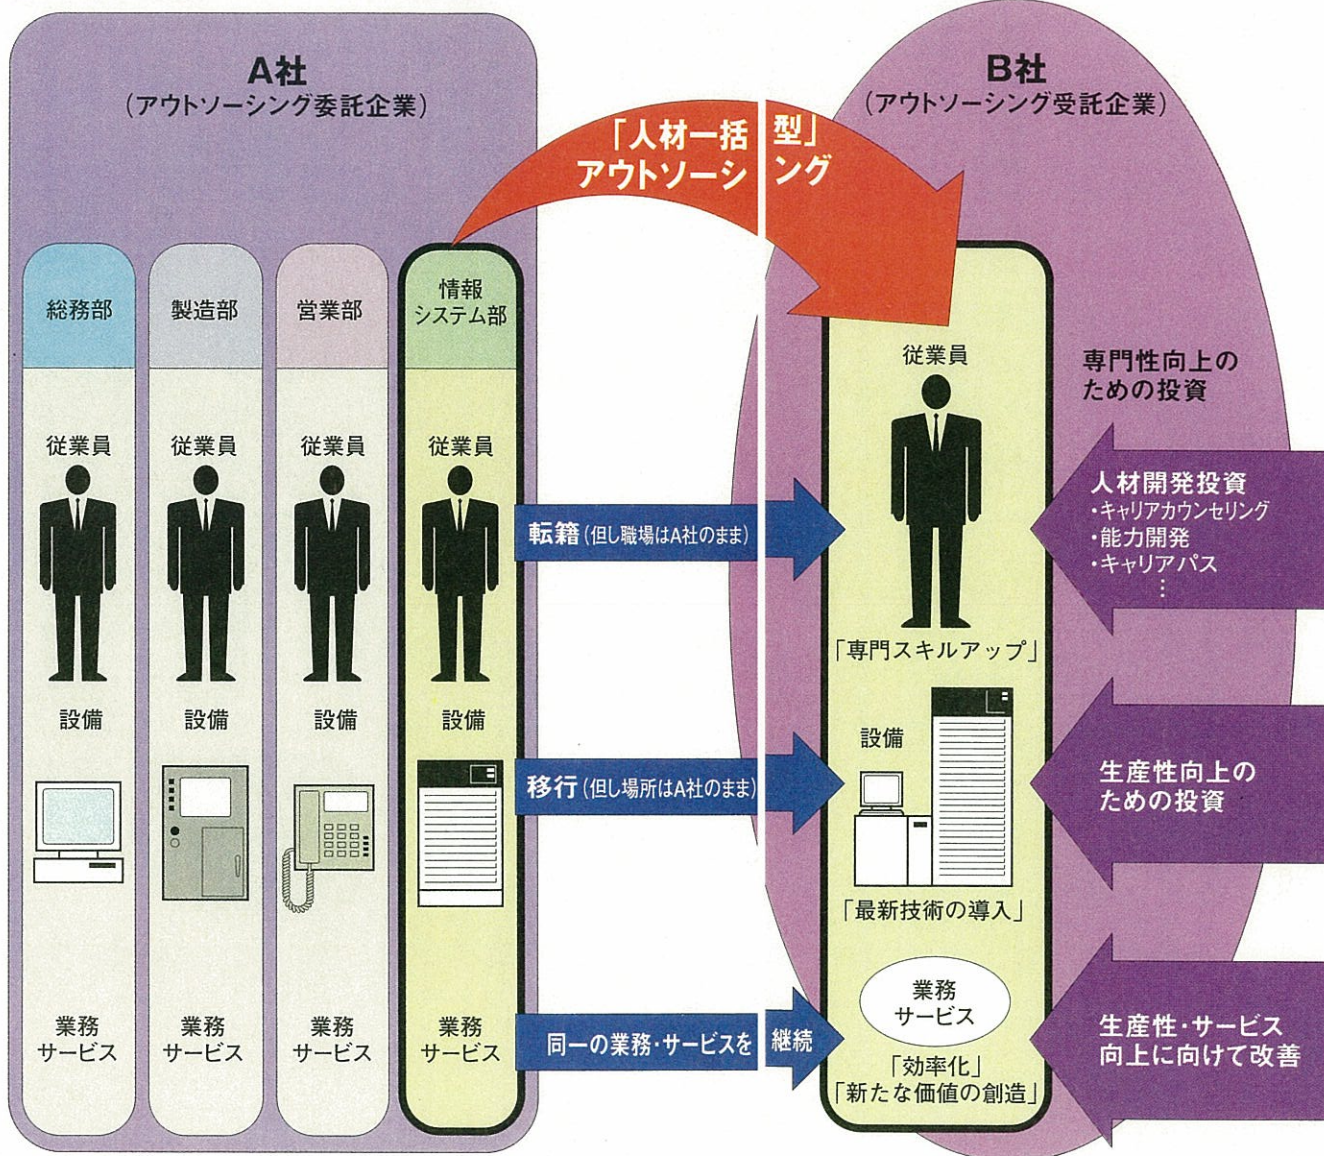 A社
(アウトソーシング委託企業)
B社
(アウトソーシング受託企業)
「人材一括型」
アウトソーシング
総務部
製造部
営業部
情報
システム部
従業員
従業員
従業員
従業員
設備
設備
設備
設備
業務
サービス
業務
サービス
業務
サービス
業務
サービス
転籍(但し職場はA社のまま)
移行(但し場所はA社のまま)
同一の業務・サービスを継続
従業員
「専門スキルアップ」
設備
「最新技術の導入」
業務
サービス
「効率化」
「新たな価値の創造」
専門性向上の
ための投資
人材開発投資
・キャリアカウンセリング
・能力開発
・キャリアパス
⋮
生産性向上の
ための投資
生産性・サービス
向上に向けて改善